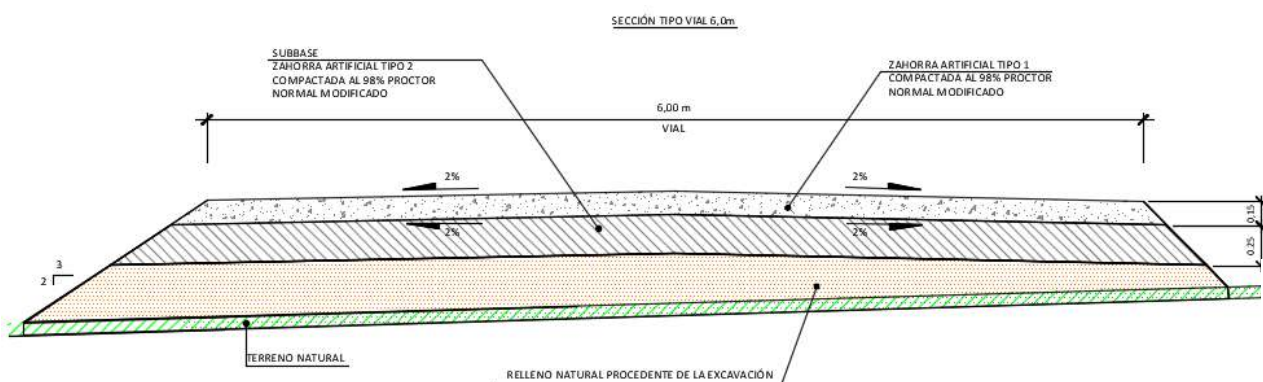 SECCIÓN TIPO VIAL 6,0m
SUBBASE
ZAHORRA ARTIFICIAL TIPO 2
COMPACTADA AL 98% PROCTOR
NORMAL MODIFICADO
ZAHORRA ARTIFICIAL TIPO 1
COMPACTADA AL 98% PROCTOR
NORMAL MODIFICADO
6,00 m
VIAL
2%
2%
2%
2%
0.15
0.25
3
2
TERRENO NATURAL
RELLENO NATURAL PROCEDENTE DE LA EXCAVACIÓN